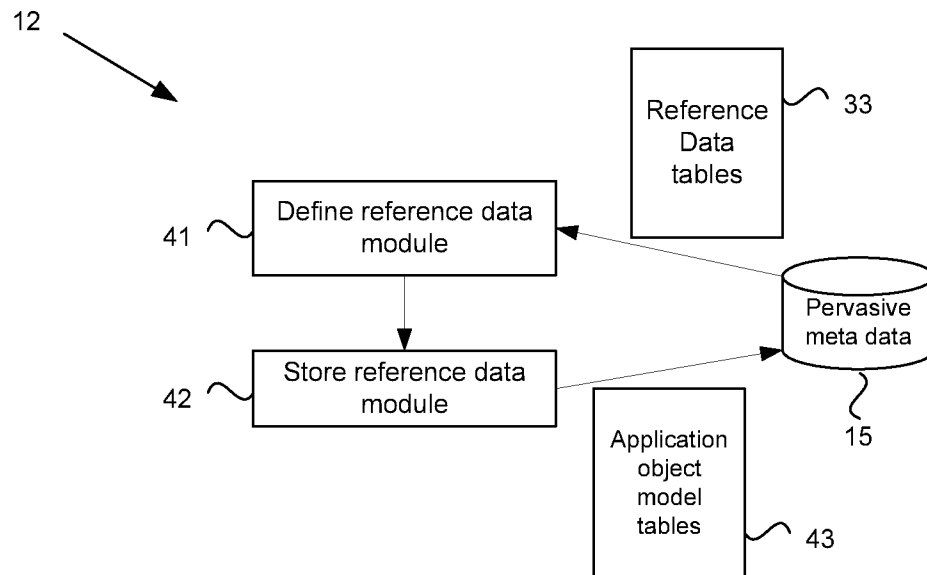 12
Reference
Data
tables
33
41
Define reference data
module
Pervasive
meta data
15
42
Store reference data
module
Application
object
model
tables
43